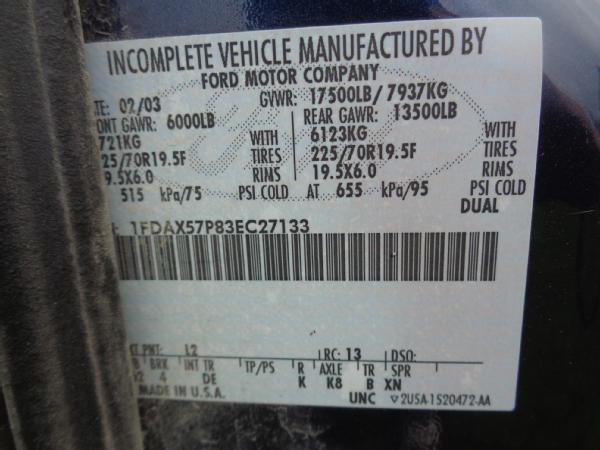 INCOMPLETE VEHICLE MANUFACTURED BY
FORD MOTOR COMPANY
ATE: 02/03 GVWR: 17500LB / 7937KG
ONT GAWR: 6000LB REAR GAWR: 13500LB
721KG WITH 6123KG WITH
25/70R19.5F TIRES 225/70R19.5F TIRES
9.5X6.0 RIMS 19.5X6.0 RIMS
515 kPa/75 PSI COLD AT 655 kPa/95 PSI COLD
DUAL
1FDAX57P83EC27133
PNT: L2 RC: 13 DSO:
B BRK INT TR TP/PS R AXLE TR SPR
2 4 DE K K8 B XN
MADE IN U.S.A. UNC ▽2USA-1520472-AA